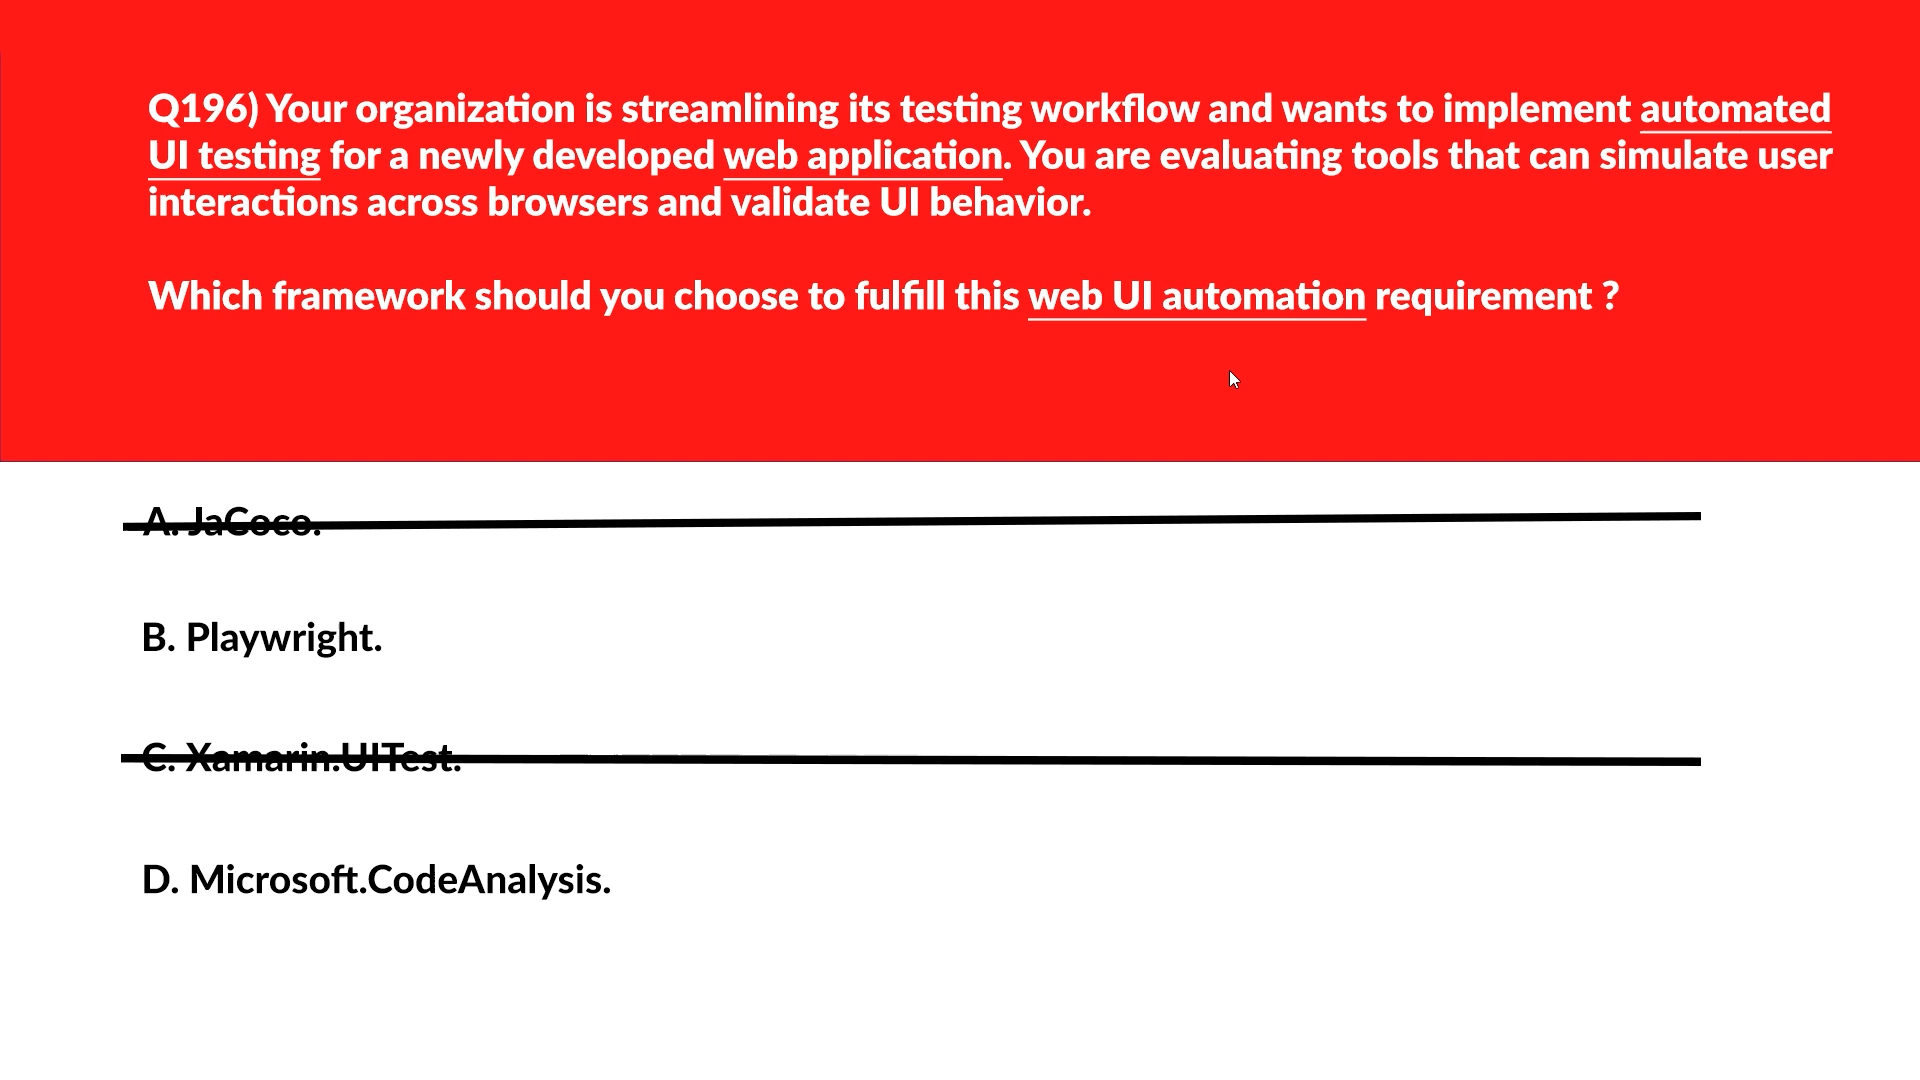 Q196) Your organization is streamlining its testing workflow and wants to implement automated
UI testing for a newly developed web application. You are evaluating tools that can simulate user
interactions across browsers and validate UI behavior.
Which framework should you choose to fulfill this web UI automation requirement ?
A. JaCoco.
B. Playwright.
C. Xamarin.UITest.
D. Microsoft.CodeAnalysis.